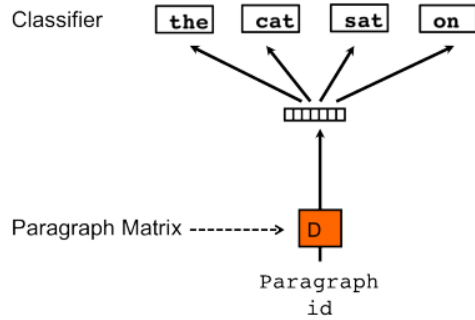 Classifier the cat sat on
Paragraph Matrix D
Paragraph
id